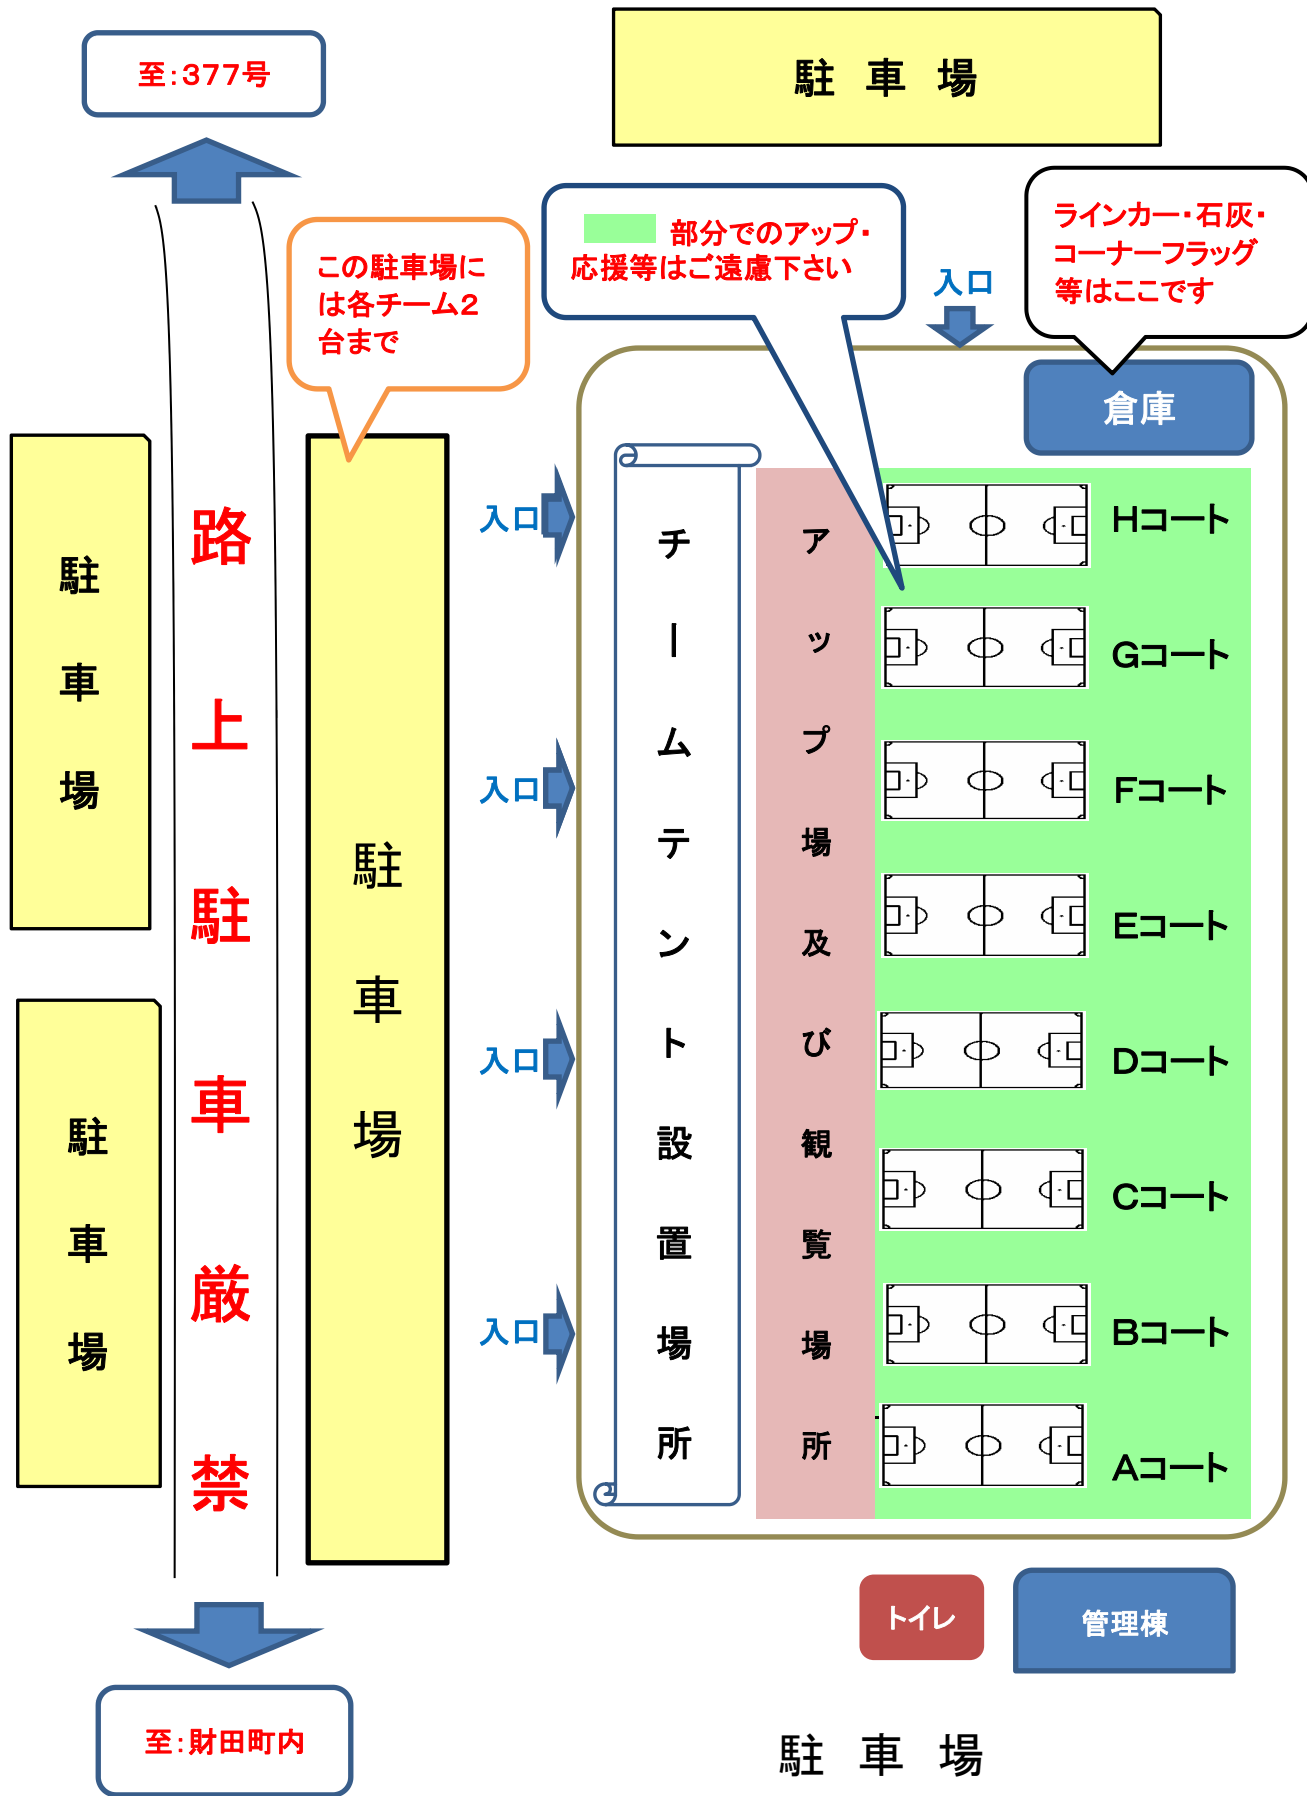 至：３７７号
駐　車　場
この駐車場に
は各チーム２
台まで
部分でのアップ・
応援等はご遠慮下さい
ラインカー・石灰・
コーナーフラッグ
等はここです
入口
倉庫
駐車場
駐車場
路上駐車厳禁
駐車場
入口
入口
入口
入口
チームテント設置場所
アップ場及び観覧場所
Ｈコート
Ｇコート
Ｆコート
Ｅコート
Ｄコート
Ｃコート
Ｂコート
Ａコート
トイレ
管理棟
至：財田町内
駐　車　場